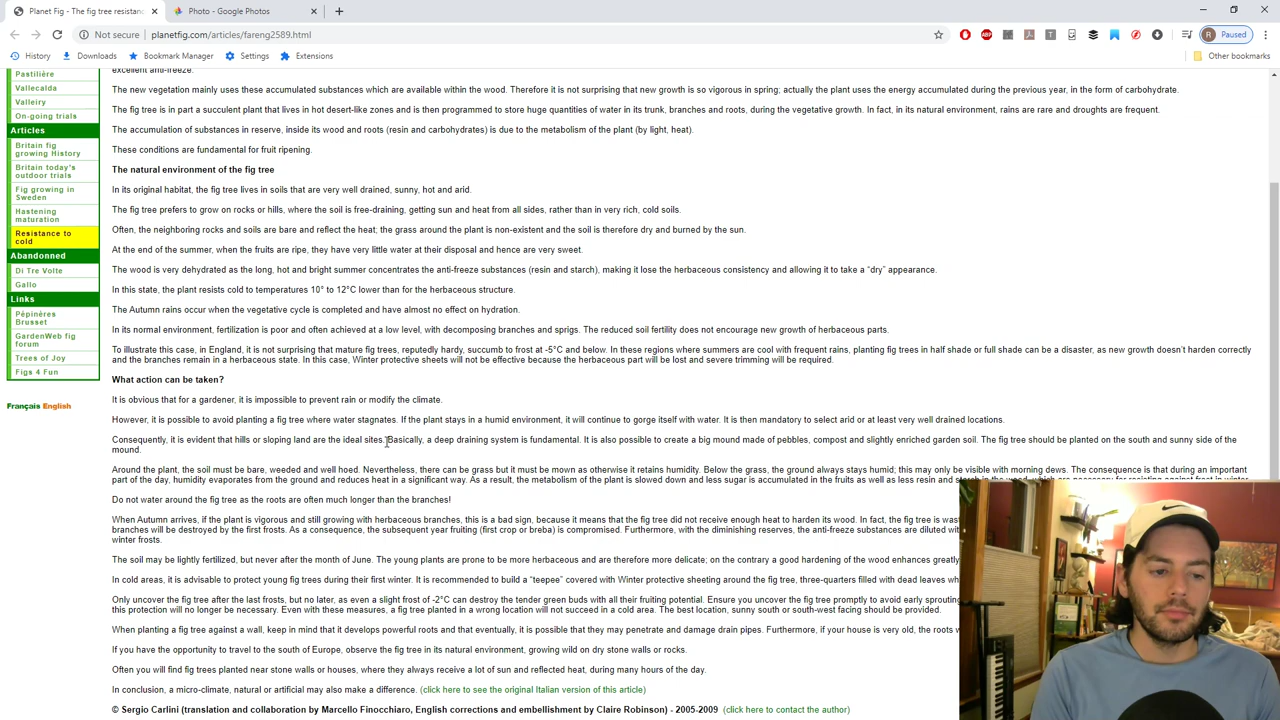 Planet Fig - The fig tree resistanc
Photo - Google Photos
Not secure planetfig.com/articles/fareng2589.html
R Paused
History Downloads Bookmark Manager Settings Extensions Other bookmarks
Pastilière
Vallecalda
Valleiry
On-going trials
Articles
Britain fig
growing History
Britain today's
outdoor trials
Fig growing in
Sweden
Hastening
maturation
Resistance to
cold
Abandonned
Di Tre Volte
Gallo
Links
Pépinères
Brusset
GardenWeb fig
forum
Trees of Joy
Figs 4 Fun
Français English
excellent anti-freeze.
The new vegetation mainly uses these accumulated substances which are available within the wood. Therefore it is not surprising that new growth is so vigorous in spring; actually the plant uses the energy accumulated during the previous year, in the form of carbohydrate.
The fig tree is in part a succulent plant that lives in hot desert-like zones and is then programmed to store huge quantities of water in its trunk, branches and roots, during the vegetative growth. In fact, in its natural environment, rains are rare and droughts are frequent.
The accumulation of substances in reserve, inside its wood and roots (resin and carbohydrates) is due to the metabolism of the plant (by light, heat).
These conditions are fundamental for fruit ripening.
The natural environment of the fig tree
In its original habitat, the fig tree lives in soils that are very well drained, sunny, hot and arid.
The fig tree prefers to grow on rocks or hills, where the soil is free-draining, getting sun and heat from all sides, rather than in very rich, cold soils.
Often, the neighboring rocks and soils are bare and reflect the heat; the grass around the plant is non-existent and the soil is therefore dry and burned by the sun.
At the end of the summer, when the fruits are ripe, they have very little water at their disposal and hence are very sweet.
The wood is very dehydrated as the long, hot and bright summer concentrates the anti-freeze substances (resin and starch), making it lose the herbaceous consistency and allowing it to take a “dry” appearance.
In this state, the plant resists cold to temperatures 10° to 12°C lower than for the herbaceous structure.
The Autumn rains occur when the vegetative cycle is completed and have almost no effect on hydration.
In its normal environment, fertilization is poor and often achieved at a low level, with decomposing branches and sprigs. The reduced soil fertility does not encourage new growth of herbaceous parts.
To illustrate this case, in England, it is not surprising that mature fig trees, reputedly hardy, succumb to frost at -5°C and below. In these regions where summers are cool with frequent rains, planting fig trees in half shade or full shade can be a disaster, as new growth doesn't harden correctly
and the branches remain in a herbaceous state. In this case, Winter protective sheets will not be effective because the herbaceous part will be lost and severe trimming will be required.
What action can be taken?
It is obvious that for a gardener, it is impossible to prevent rain or modify the climate.
However, it is possible to avoid planting a fig tree where water stagnates. If the plant stays in a humid environment, it will continue to gorge itself with water. It is then mandatory to select arid or at least very well drained locations.
Consequently, it is evident that hills or sloping land are the ideal sites. Basically, a deep draining system is fundamental. It is also possible to create a big mound made of pebbles, compost and slightly enriched garden soil. The fig tree should be planted on the south and sunny side of the
mound.
Around the plant, the soil must be bare, weeded and well hoed. Nevertheless, there can be grass but it must be mown as otherwise it retains humidity. Below the grass, the ground always stays humid; this may only be visible with morning dews. The consequence is that during an important
part of the day, humidity evaporates from the ground and reduces heat in a significant way. As a result, the metabolism of the plant is slowed down and less sugar is accumulated in the fruits as well as less resin and starch in the wood, which are necessary for resisting against frost in winter.
Do not water around the fig tree as the roots are often much longer than the branches!
When Autumn arrives, if the plant is vigorous and still growing with herbaceous branches, this is a bad sign, because it means that the fig tree did not receive enough heat to harden its wood. In fact, the fig tree is
branches will be destroyed by the first frosts. As a consequence, the subsequent year fruiting (first crop or breba) is compromised. Furthermore, with the diminishing reserves, the anti-freeze substances are diluted
winter frosts.
The soil may be lightly fertilized, but never after the month of June. The young plants are prone to be more herbaceous and are therefore more delicate; on the contrary a good hardening of the wood enhances
In cold areas, it is advisable to protect young fig trees during their first winter. It is recommended to build a “teepee” covered with Winter protective sheeting around the fig tree, three-quarters filled with dead leaves
Only uncover the fig tree after the last frosts, but no later, as even a slight frost of -2°C can destroy the tender green buds with all their fruiting potential. Ensure you uncover the fig tree promptly to avoid early
this protection will no longer be necessary. Even with these measures, a fig tree planted in a wrong location will not succeed in a cold area. The best location, sunny south or south-west facing should be provided.
When planting a fig tree against a wall, keep in mind that it develops powerful roots and that eventually, it is possible that they may penetrate and damage drain pipes. Furthermore, if your house is very old, the roots
If you have the opportunity to travel to the south of Europe, observe the fig tree in its natural environment, growing wild on dry stone walls or rocks.
Often you will find fig trees planted near stone walls or houses, where they always receive a lot of sun and reflected heat, during many hours of the day.
In conclusion, a micro-climate, natural or artificial may also make a difference. (click here to see the original Italian version of this article)
© Sergio Carlini (translation and collaboration by Marcello Finocchiaro, English corrections and embellishment by Claire Robinson) - 2005-2009 (click here to contact the author)